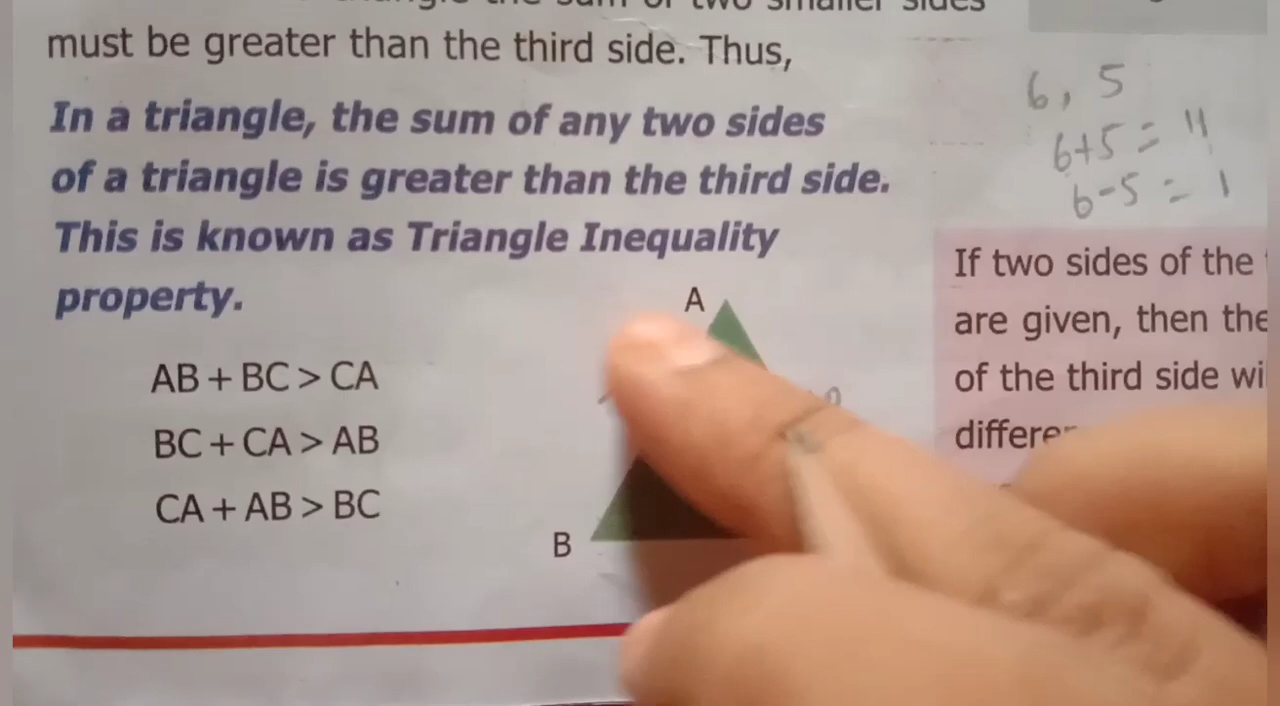 must be greater than the third side. Thus,
In a triangle, the sum of any two sides
of a triangle is greater than the third side.
This is known as Triangle Inequality
property.
AB + BC > CA
BC + CA > AB
CA + AB > BC
A
B
6, 5
6+5 = 11
6-5 = 1
If two sides of the
are given, then the
of the third side